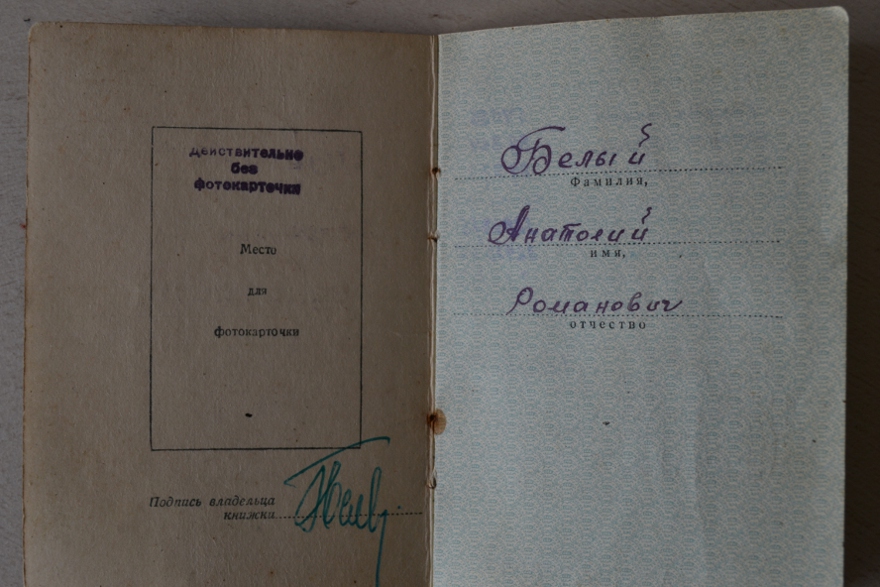 Действительно
без
фотокарточки
Место
для
фотокарточки
Подпись владельца
книжки
Белый
Фамилия,
Анатолий
имя,
Романович
отчество